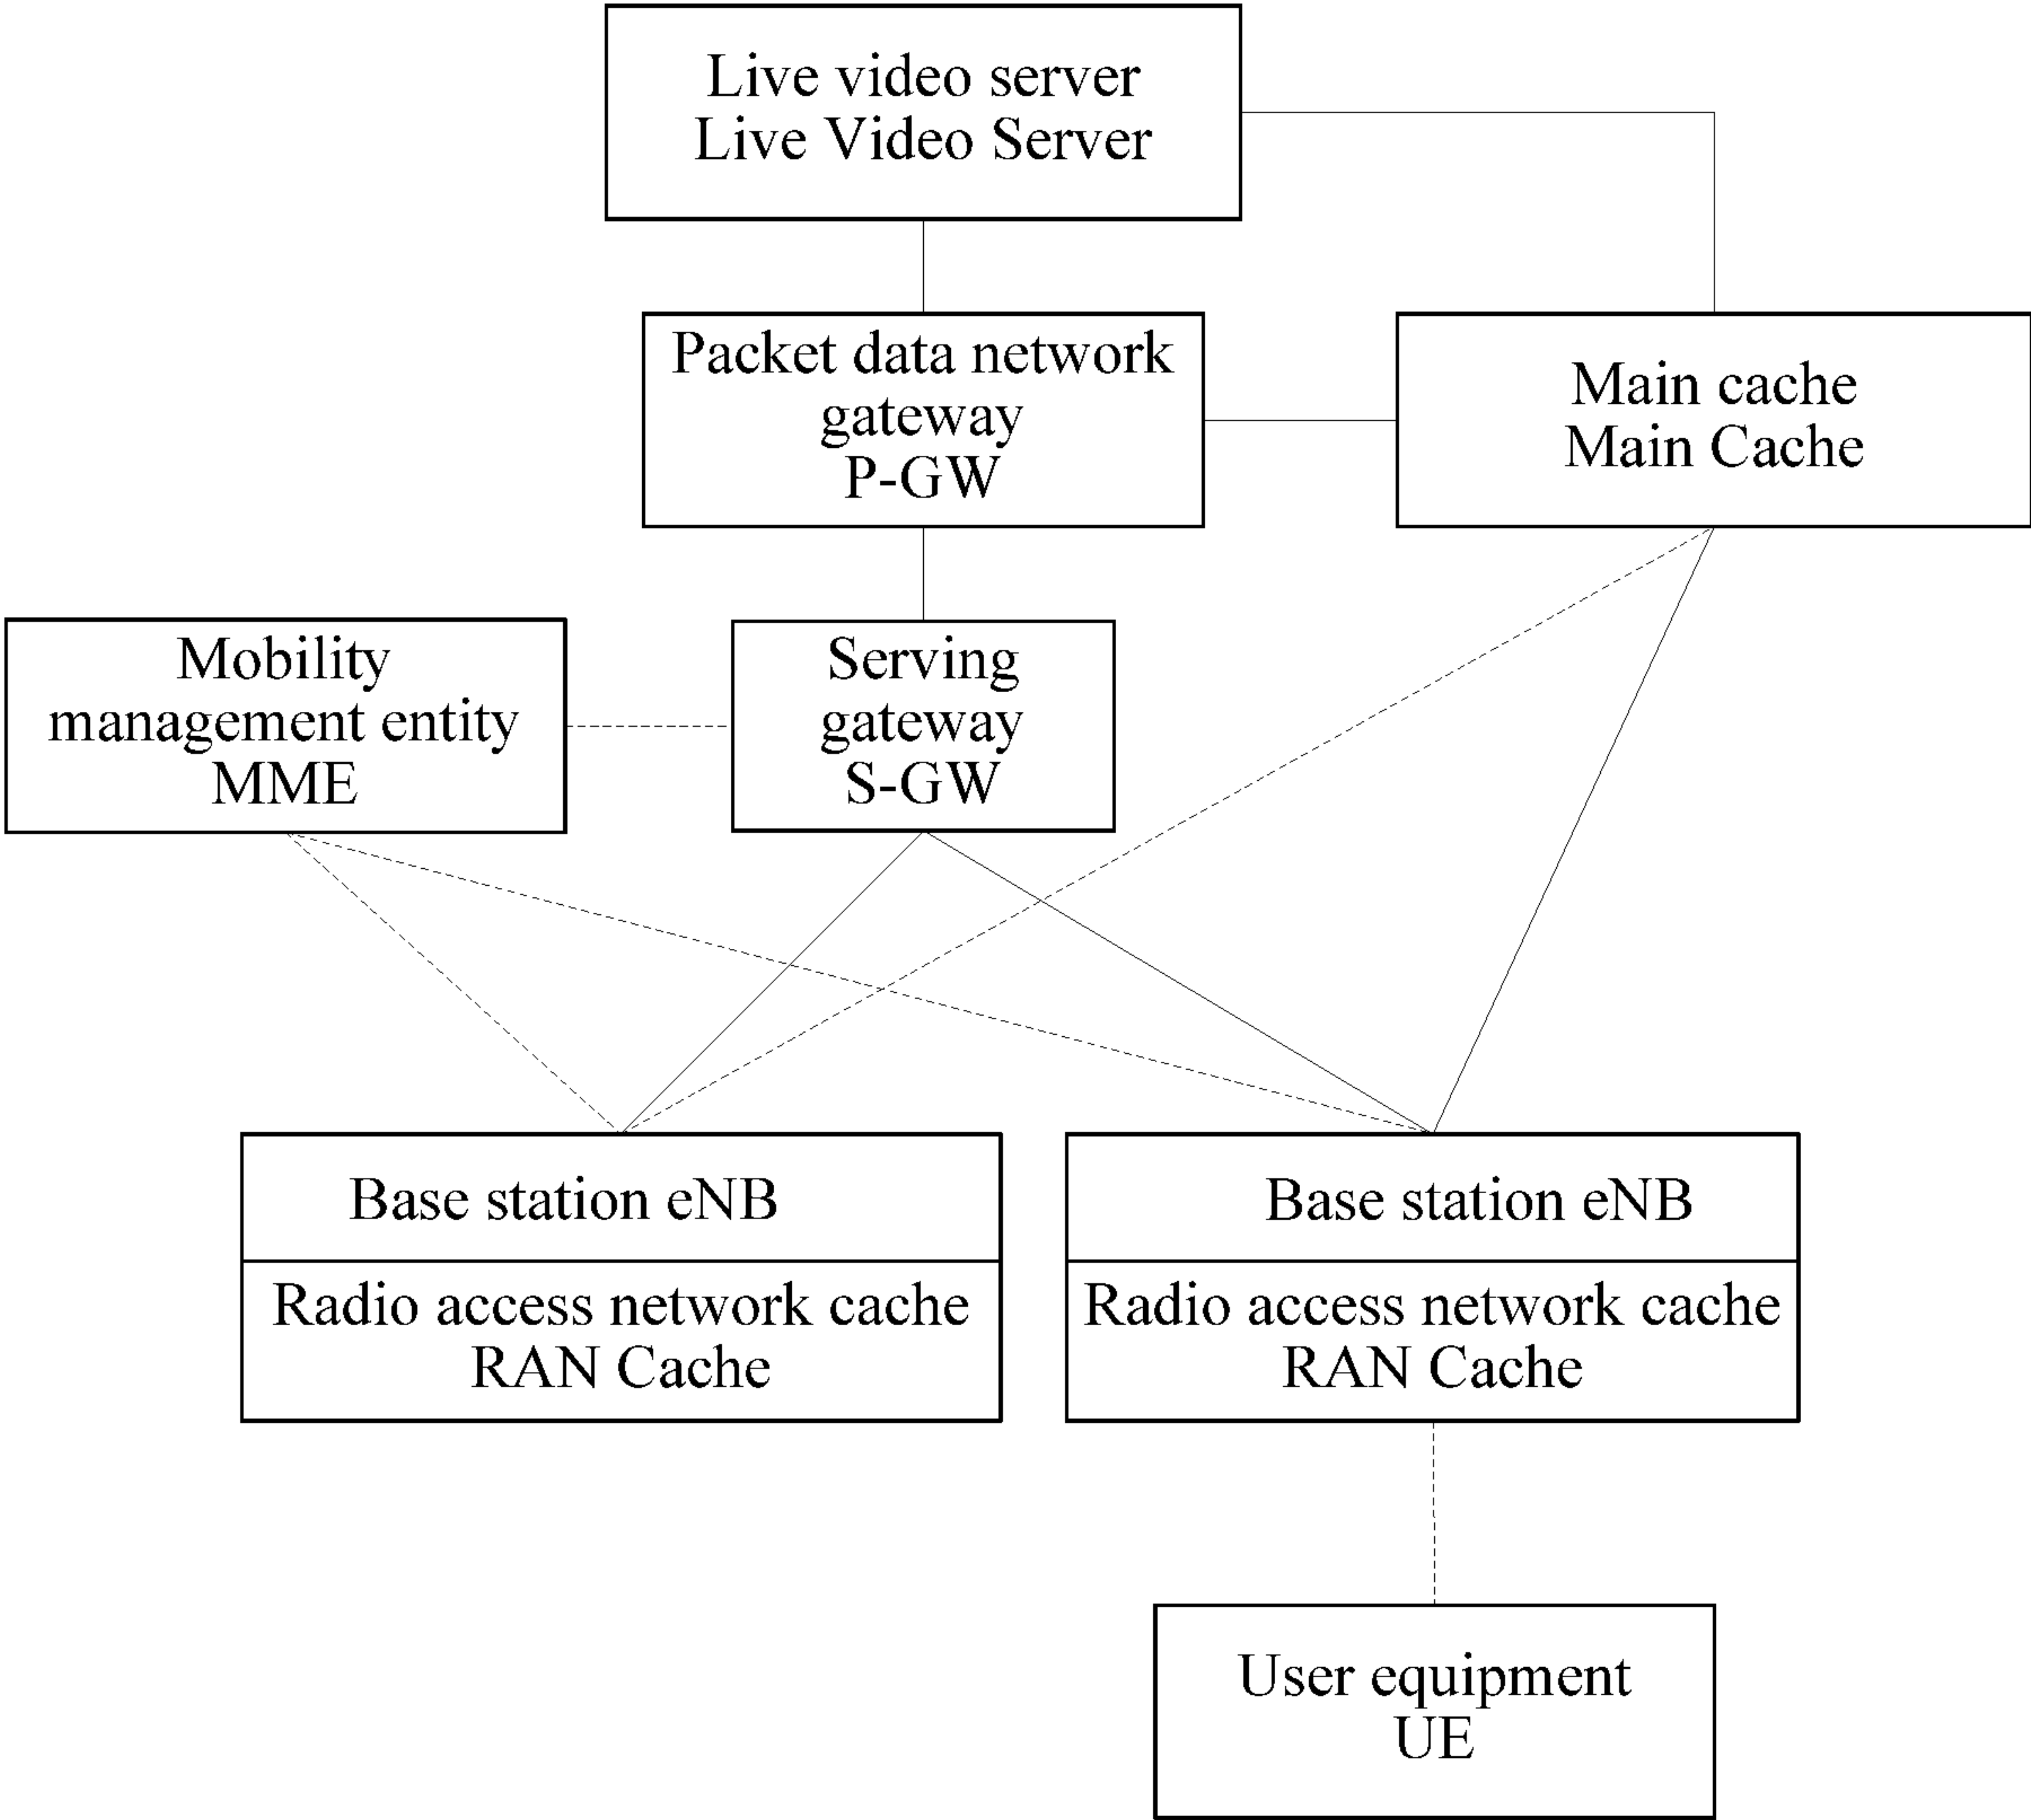 Live video server
Live Video Server
Packet data network
gateway
P-GW
Main cache
Main Cache
Mobility
management entity
MME
Serving
gateway
S-GW
Base station eNB
Radio access network cache
RAN Cache
Base station eNB
Radio access network cache
RAN Cache
User equipment
UE